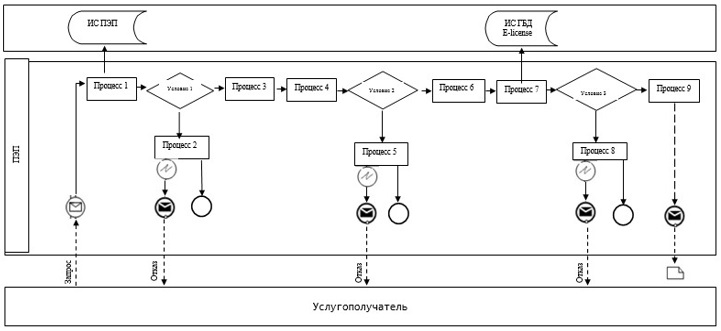 ИС ПЭП
ИС ГБД
E-license
ПЭП
Процесс 1
Условие 1
Процесс 3
Процесс 4
Условие 2
Процесс 6
Процесс 7
Условие 3
Процесс 9
Процесс 2
Процесс 5
Процесс 8
Запрос
Отказ
Отказ
Отказ
Услугополучатель